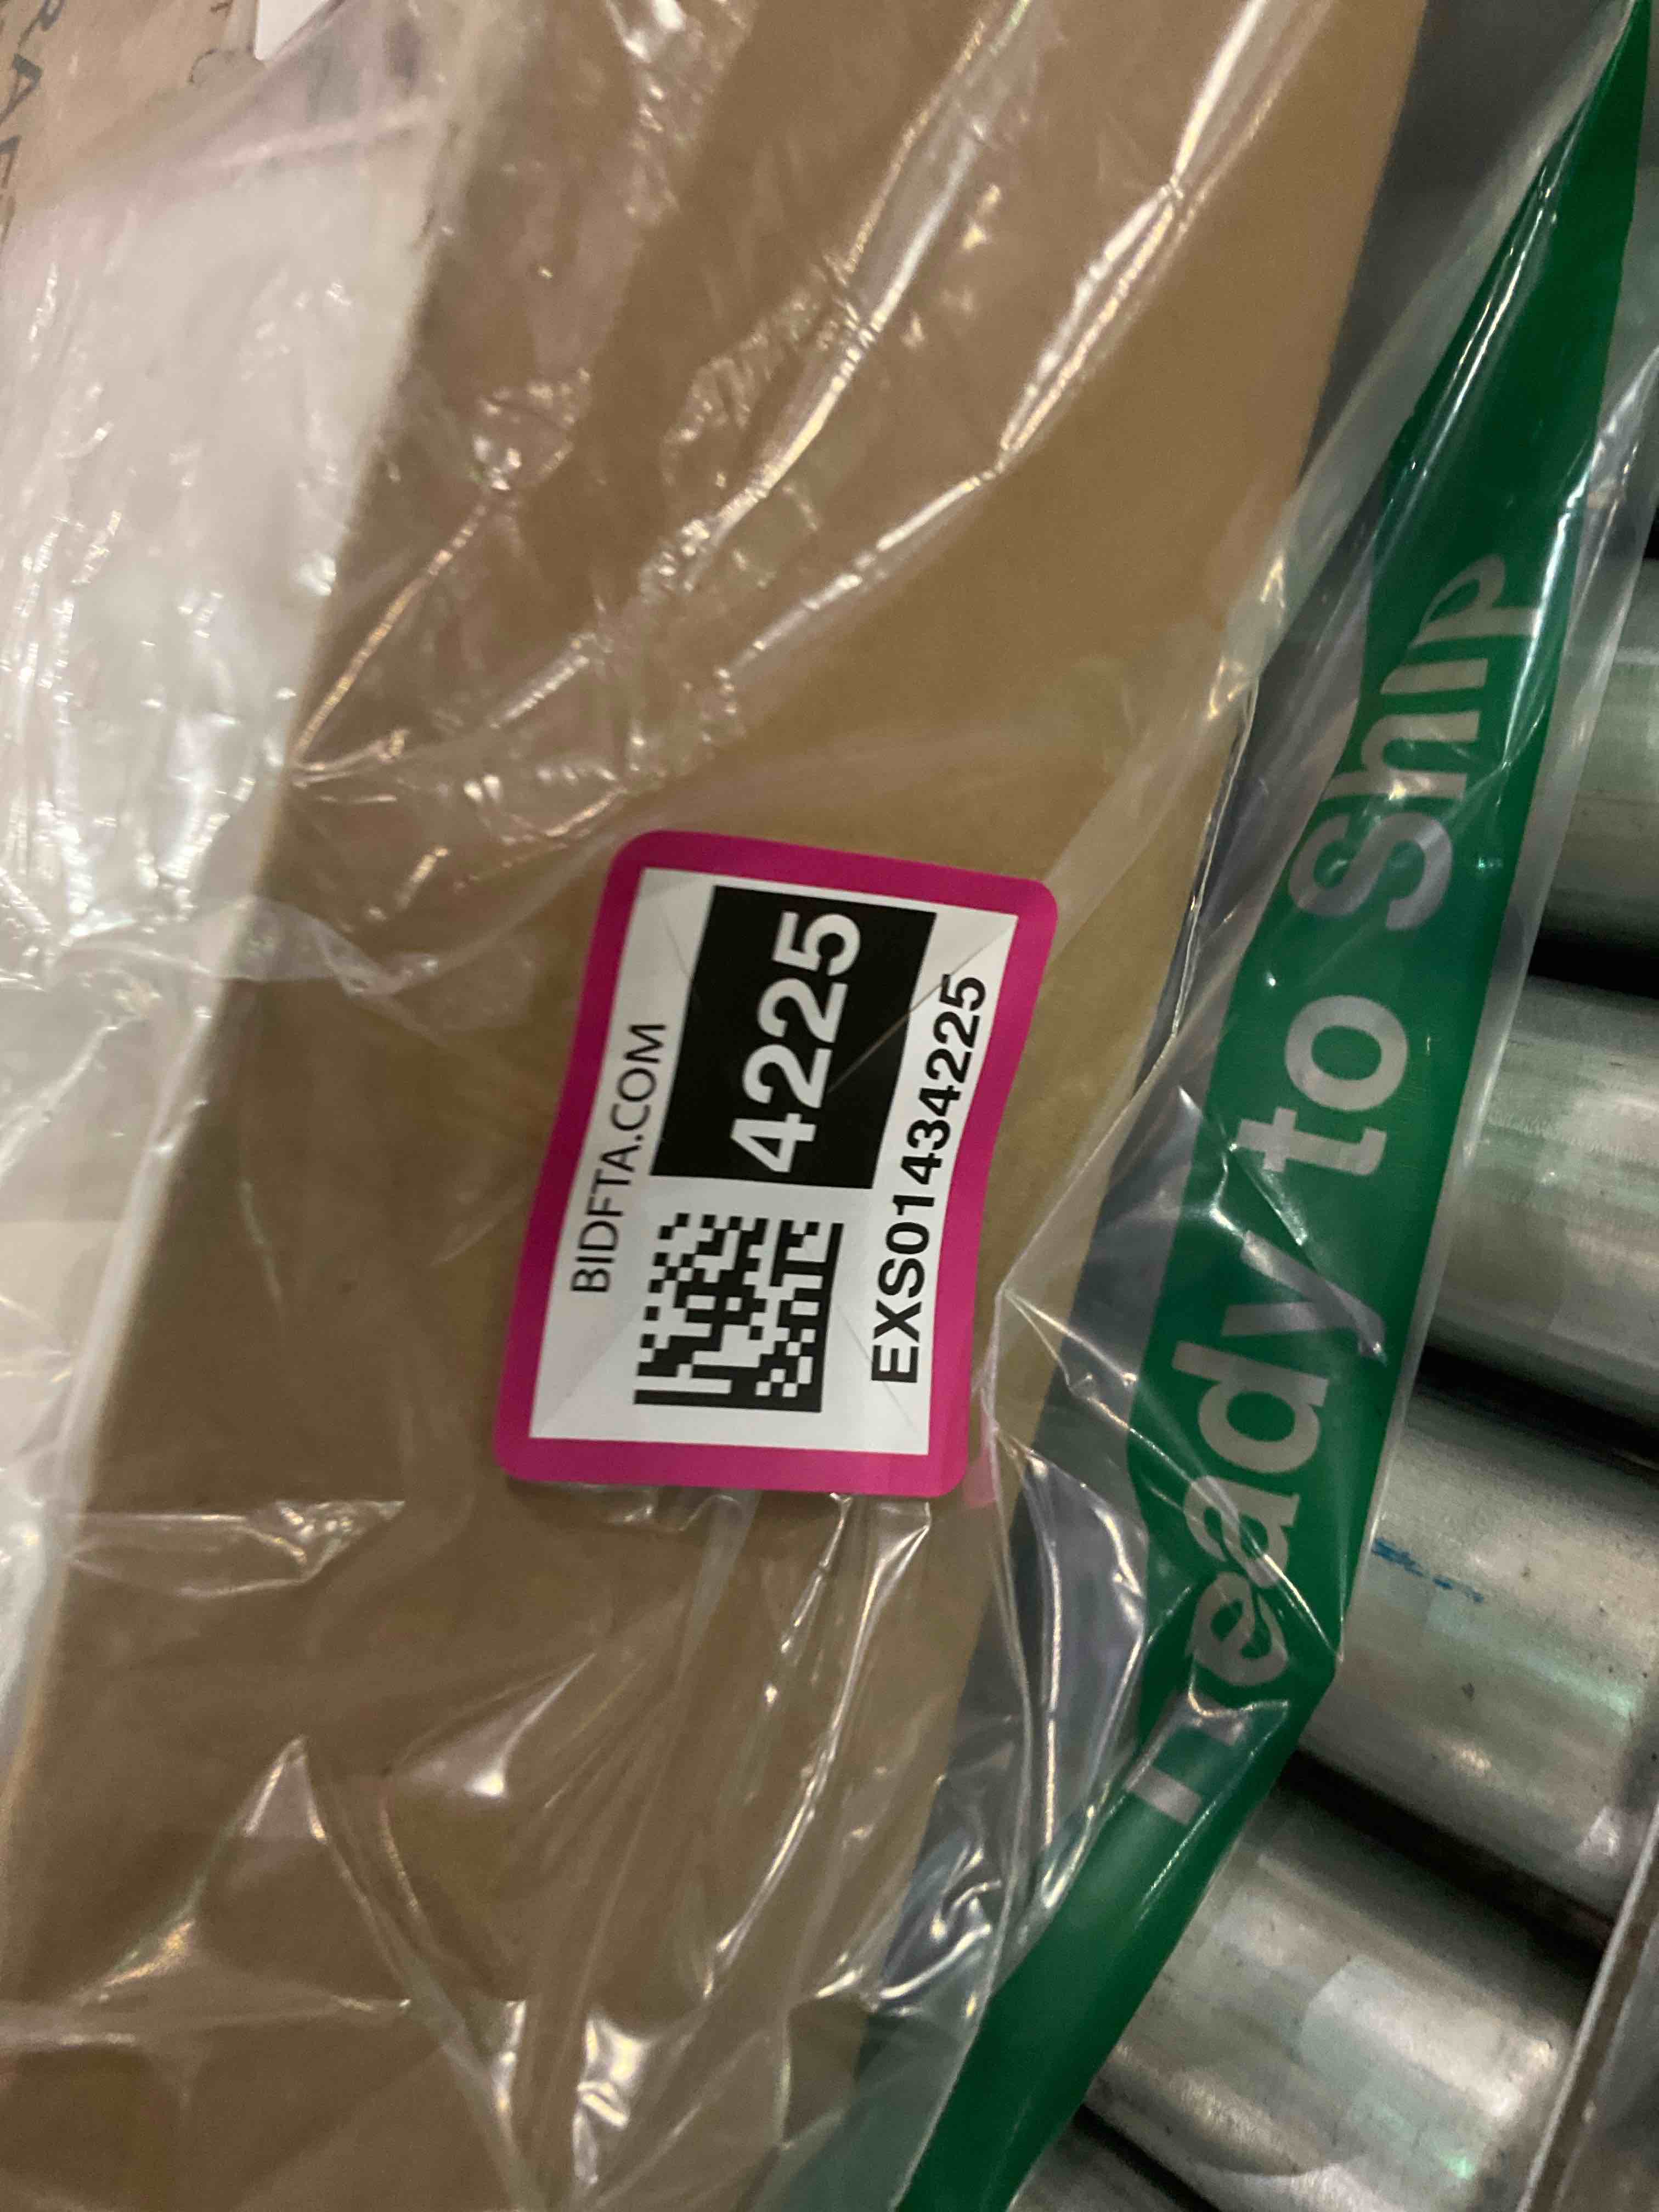 BIDFTA.COM
4225
EXS01434225
ready to ship